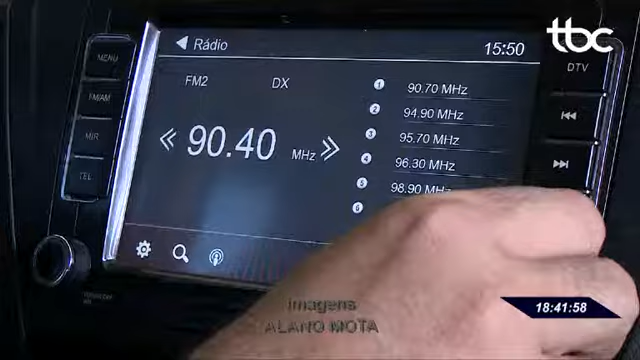 tbc
Rádio
15:50
MENU
DTV
FM2
DX
FM/AM
90.40 MHz
1 90.70 MHz
2 94.90 MHz
3 95.70 MHz
4 96.30 MHz
5 98.90 MHz
6
TEL
imagens
ALANO MOTA
18:41:58